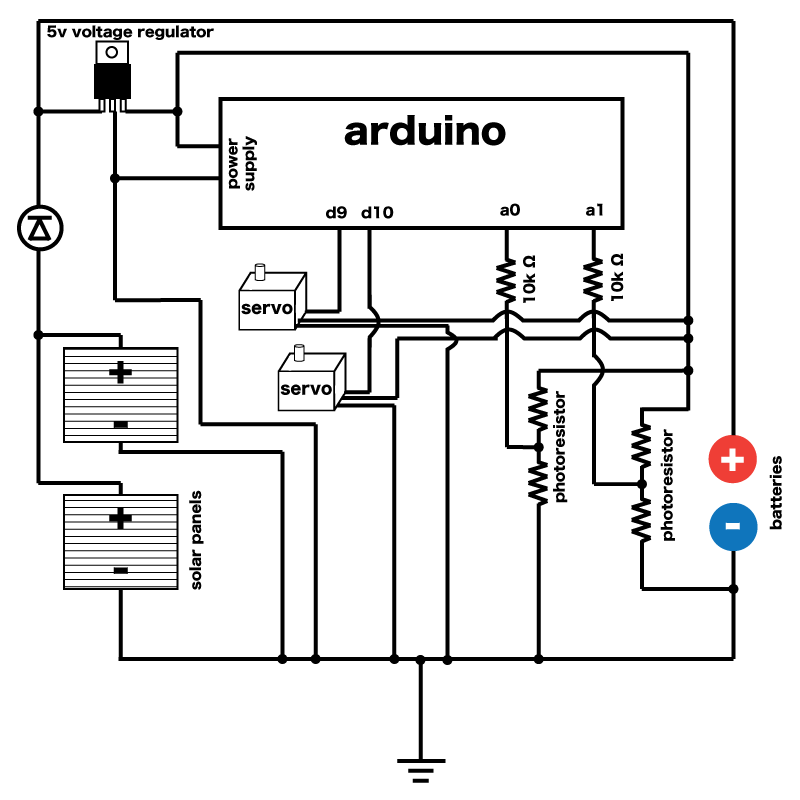 5v voltage regulator
arduino
power
supply
d9
d10
a0
a1
10k Ω
10k Ω
servo
servo
+
-
+
-
solar panels
photoresistor
photoresistor
+
-
batteries